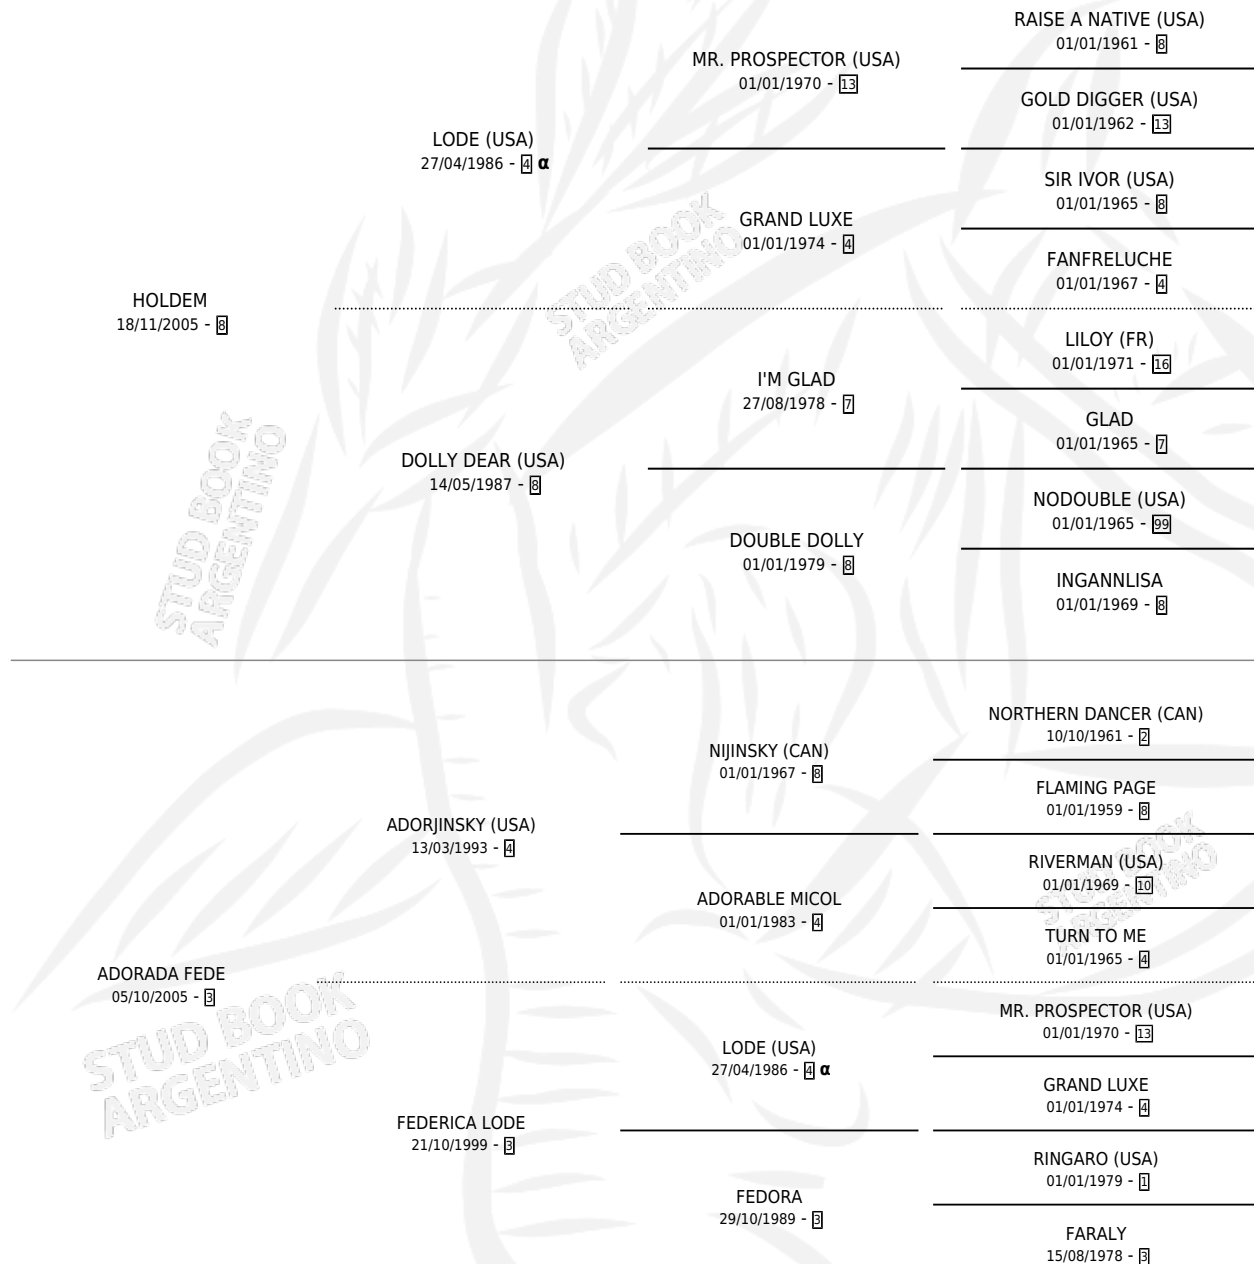 RAISE A NATIVE (USA)
01/01/1961 - 8
MR. PROSPECTOR (USA)
01/01/1970 - 13
GOLD DIGGER (USA)
01/01/1962 - 13
LODE (USA)
27/04/1986 - 4 α
SIR IVOR (USA)
01/01/1965 - 8
GRAND LUXE
01/01/1974 - 4
FANFRELUCHE
01/01/1967 - 4
HOLDEM
18/11/2005 - 8
LILOY (FR)
01/01/1971 - 16
I'M GLAD
27/08/1978 - 7
GLAD
01/01/1965 - 7
DOLLY DEAR (USA)
14/05/1987 - 8
NODOUBLE (USA)
01/01/1965 - 99
DOUBLE DOLLY
01/01/1979 - 8
INGANNLISA
01/01/1969 - 8
STUD BOOK
ARGENTINO
STUD BOOK
ARGENTINO
NORTHERN DANCER (CAN)
10/10/1961 - 2
NIJINSKY (CAN)
01/01/1967 - 8
FLAMING PAGE
01/01/1959 - 8
ADORJINSKY (USA)
13/03/1993 - 4
RIVERMAN (USA)
01/01/1969 - 10
ADORABLE MICOL
01/01/1983 - 4
TURN TO ME
01/01/1965 - 4
ADORADA FEDE
05/10/2005 - 3
MR. PROSPECTOR (USA)
01/01/1970 - 13
LODE (USA)
27/04/1986 - 4 α
GRAND LUXE
01/01/1974 - 4
FEDERICA LODE
21/10/1999 - 3
RINGARO (USA)
01/01/1979 - 1
FEDORA
29/10/1989 - 3
FARALY
15/08/1978 - 3
STUD BOOK
ARGENTINO
STUD BOOK
ARGENTINO